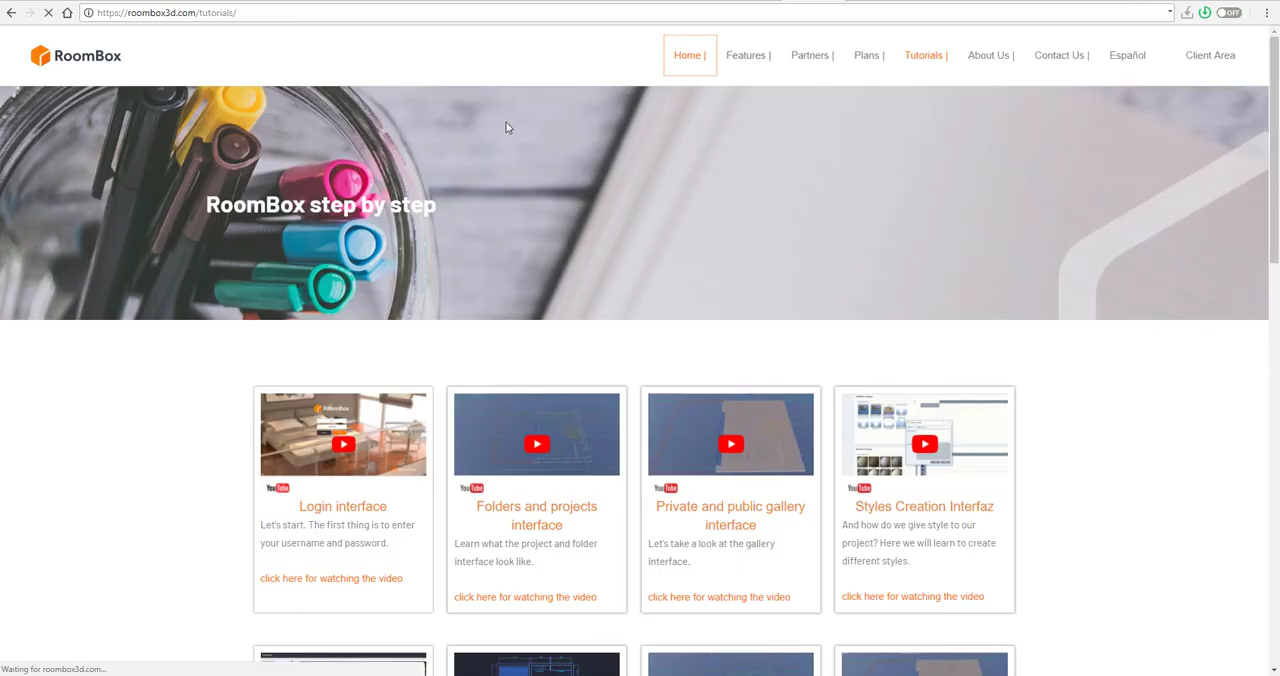 https://roombox3d.com/tutorials/
OFF
RoomBox
Home |
Features |
Partners |
Plans |
Tutorials |
About Us |
Contact Us |
Español
Client Area
RoomBox step by step
YouTube
Login interface
Let's start. The first thing is to enter
your username and password.
click here for watching the video
YouTube
Folders and projects
interface
Learn what the project and folder
interface look like.
click here for watching the video
YouTube
Private and public gallery
interface
Let's take a look at the gallery
interface.
click here for watching the video
YouTube
Styles Creation Interfaz
And how do we give style to our
project? Here we will learn to create
different styles.
click here for watching the video
Waiting for roombox3d.com...